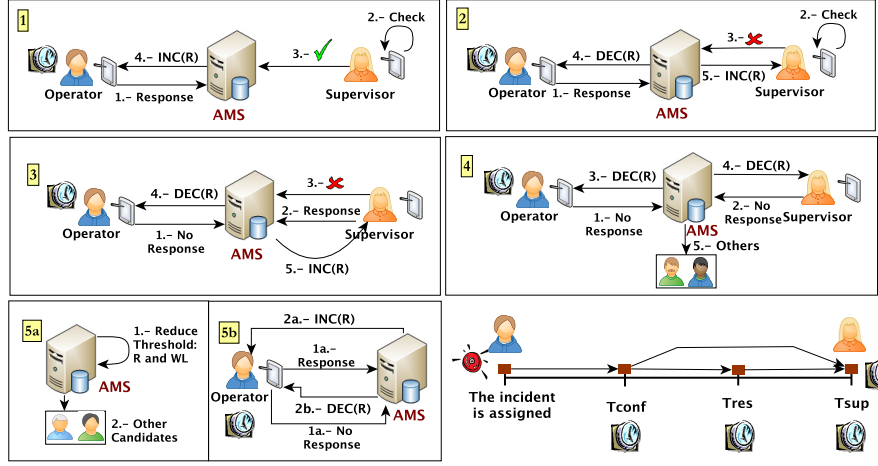 1
2.- Check
4.- INC(R)
3.-
Operator
1.- Response
Supervisor
AMS
2
2.- Check
3.-
4.- DEC(R)
5.- INC(R)
Operator
1.- Response
Supervisor
AMS
3
3.-
4.- DEC(R)
2.- Response
Operator
1.- No
Response
Supervisor
AMS
5.- INC(R)
4
3.- DEC(R)
4.- DEC(R)
Operator
1.- No
Response
2.- No
Response
Supervisor
AMS
5.- Others
5a
1.- Reduce
Threshold:
R and WL
AMS
2.- Other
Candidates
5b
2a.- INC(R)
1a.-
Response
Operator
2b.- DEC(R)
AMS
1a.- No
Response
The incident
is assigned
Tconf
Tres
Tsup